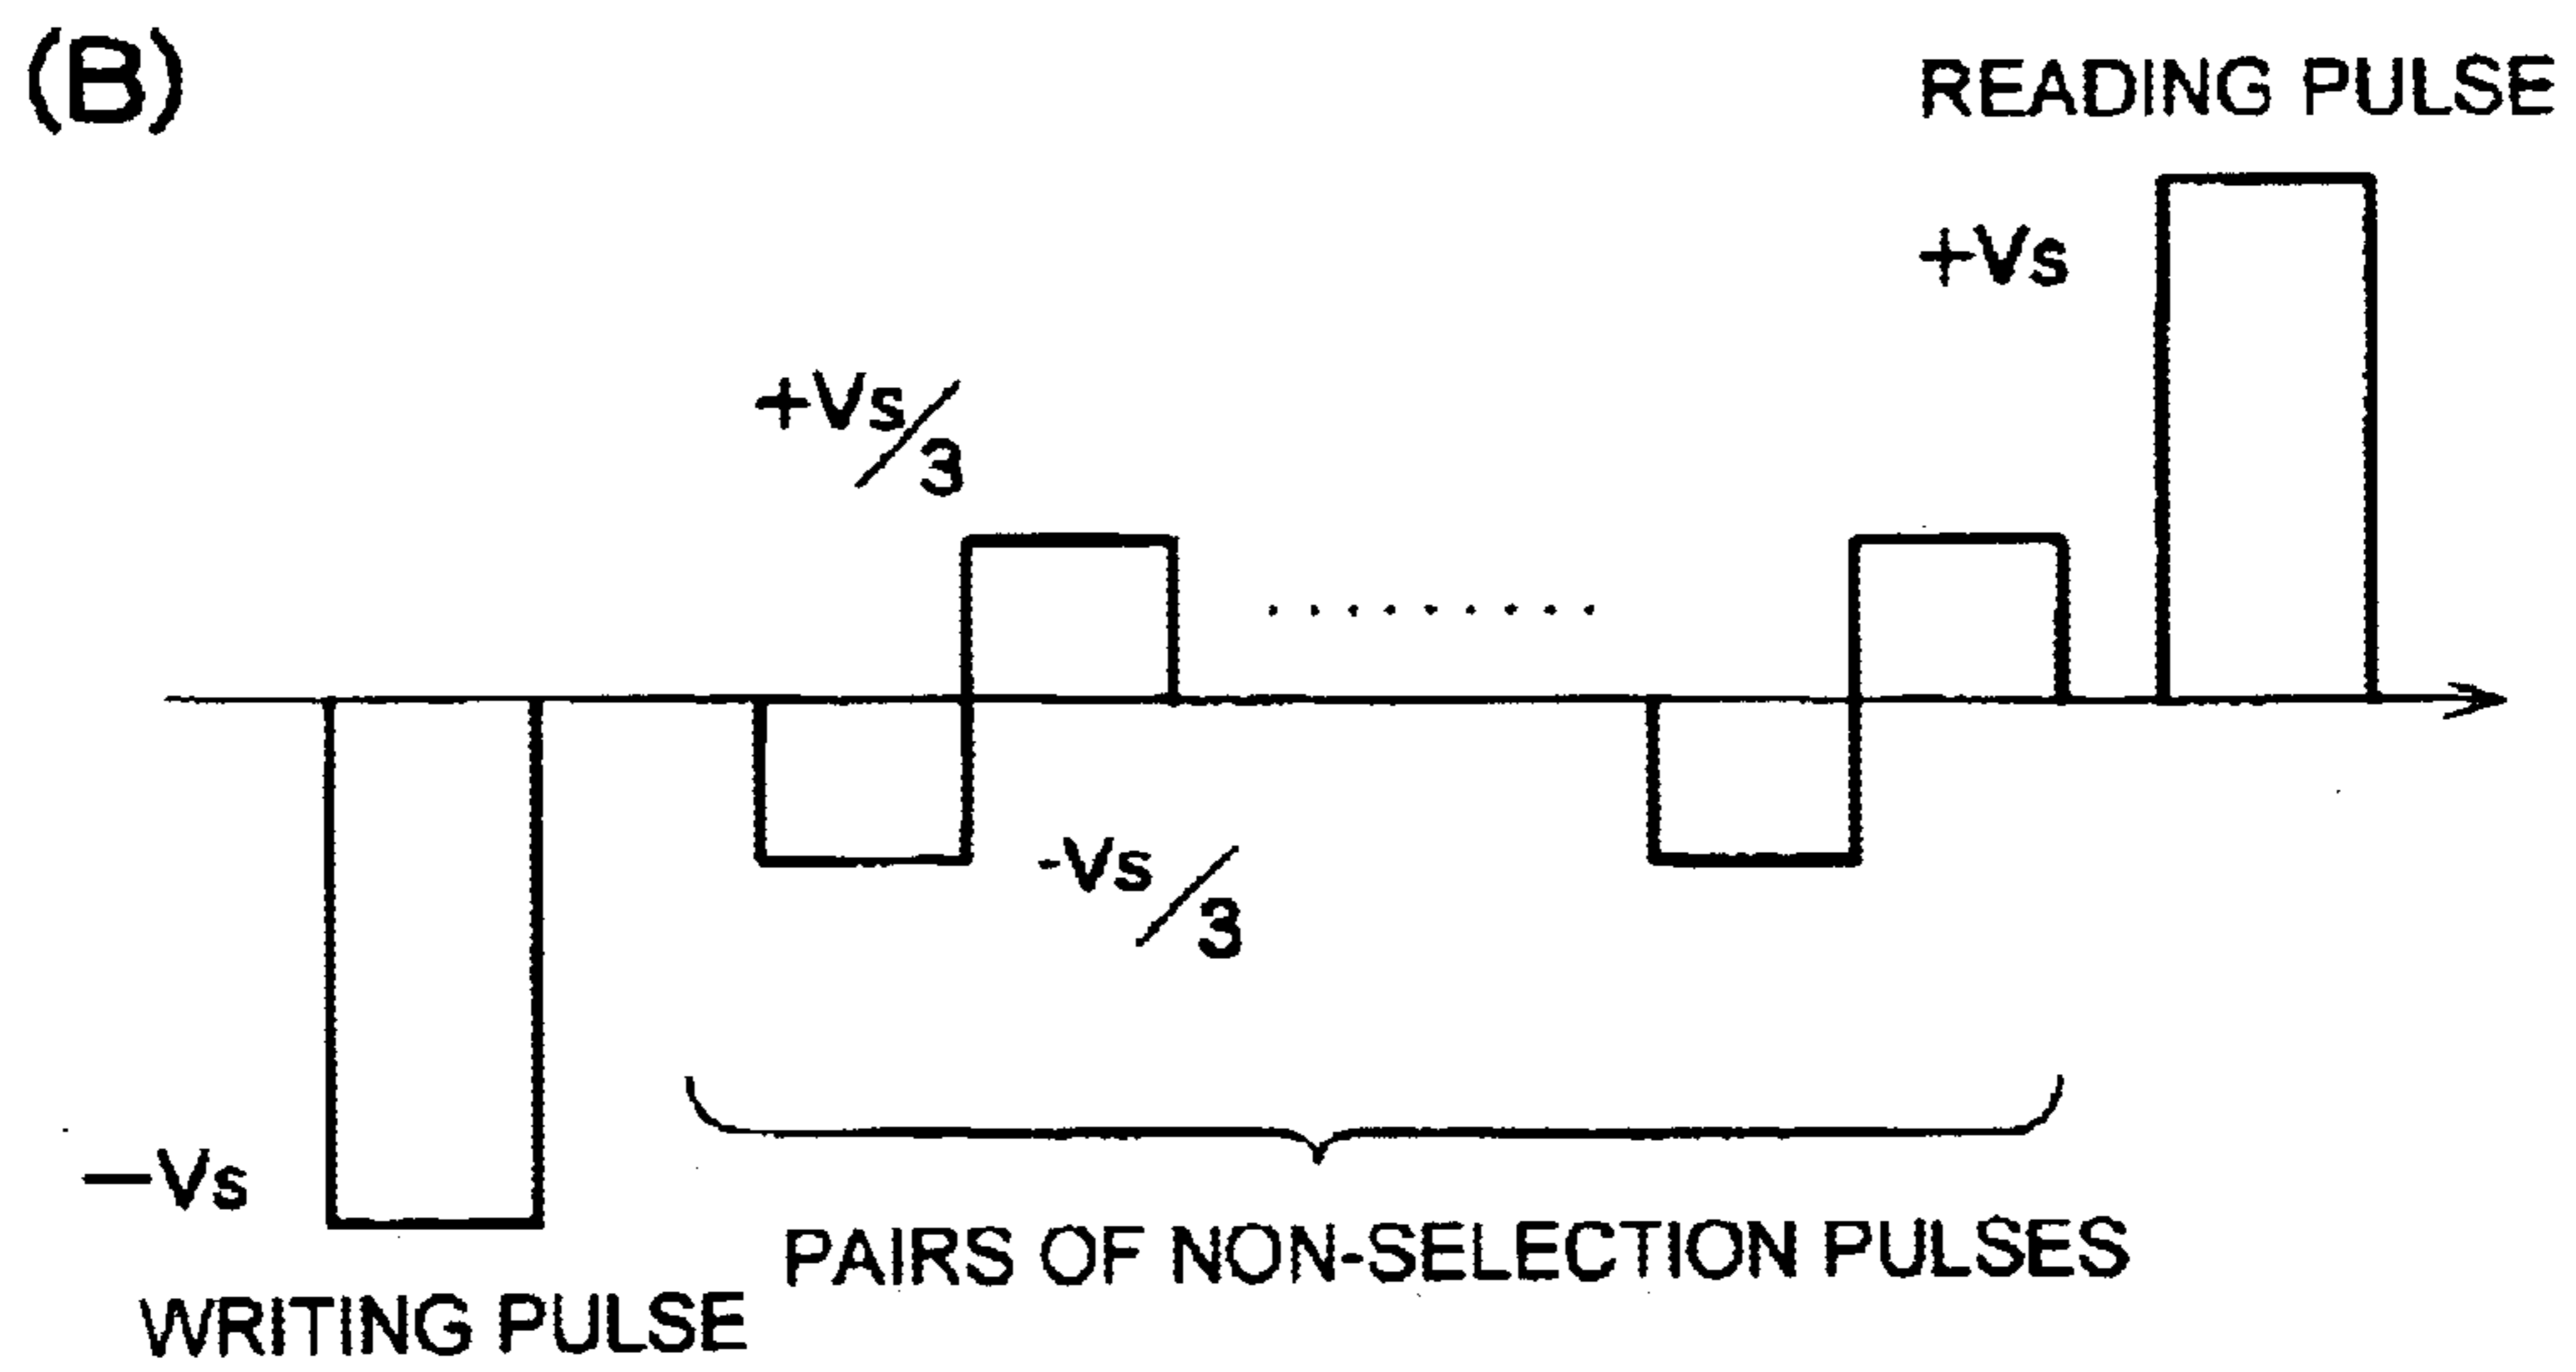 (B)
READING PULSE
+Vs
+Vs/3
-Vs/3
—Vs
PAIRS OF NON-SELECTION PULSES
WRITING PULSE